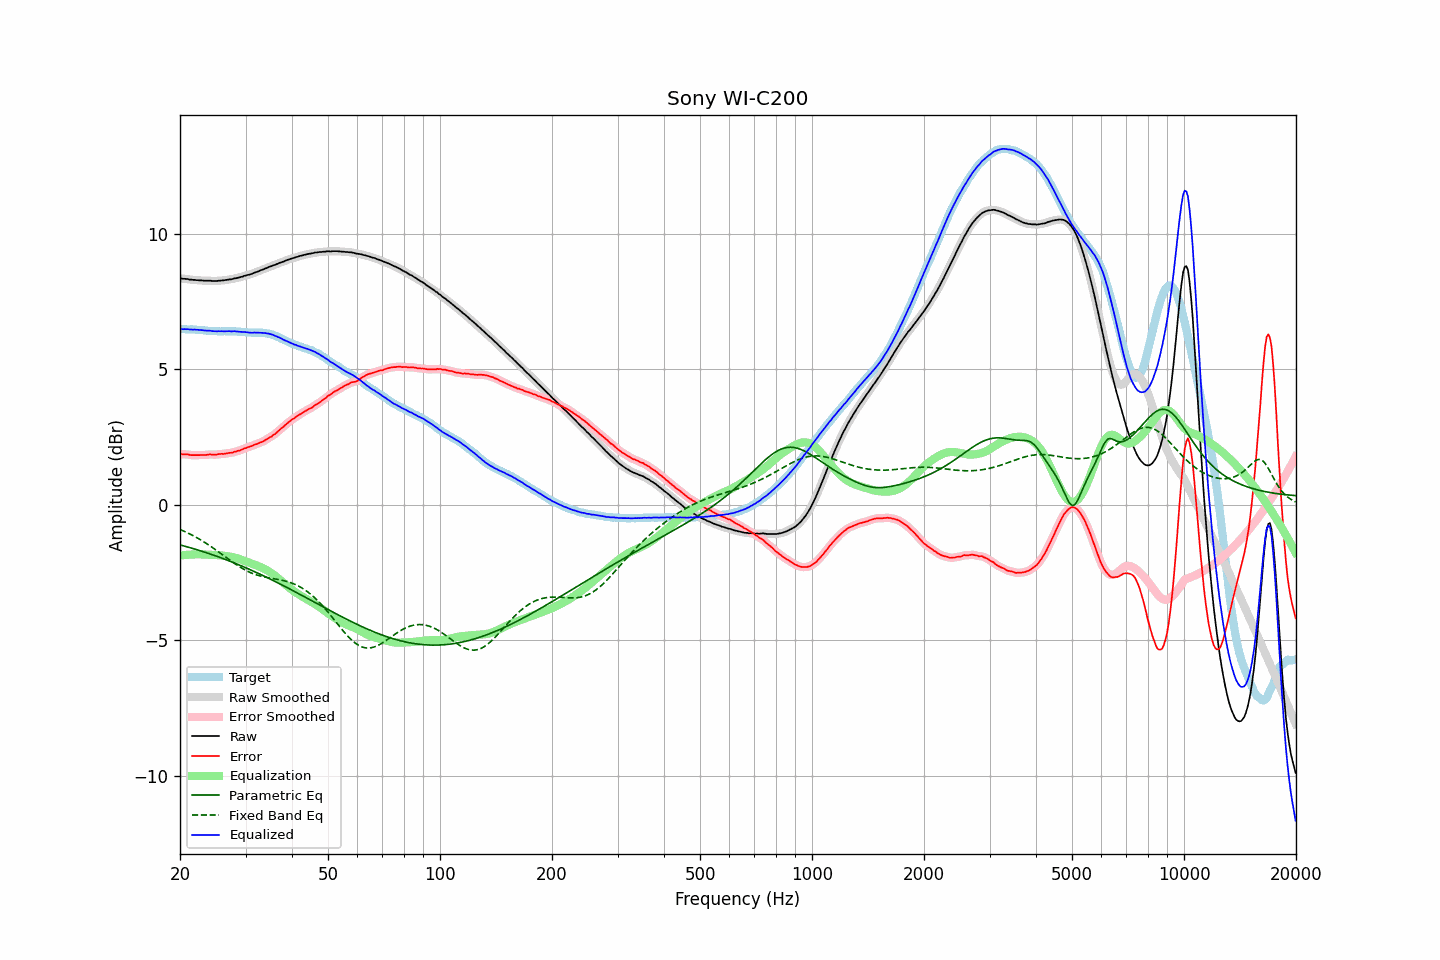 Sony WI-C200
Amplitude (dBr)
10
5
0
−5
−10
Target
Raw Smoothed
Error Smoothed
Raw
Error
Equalization
Parametric Eq
Fixed Band Eq
Equalized
20 50 100 200 500 1000 2000 5000 10000 20000
Frequency (Hz)